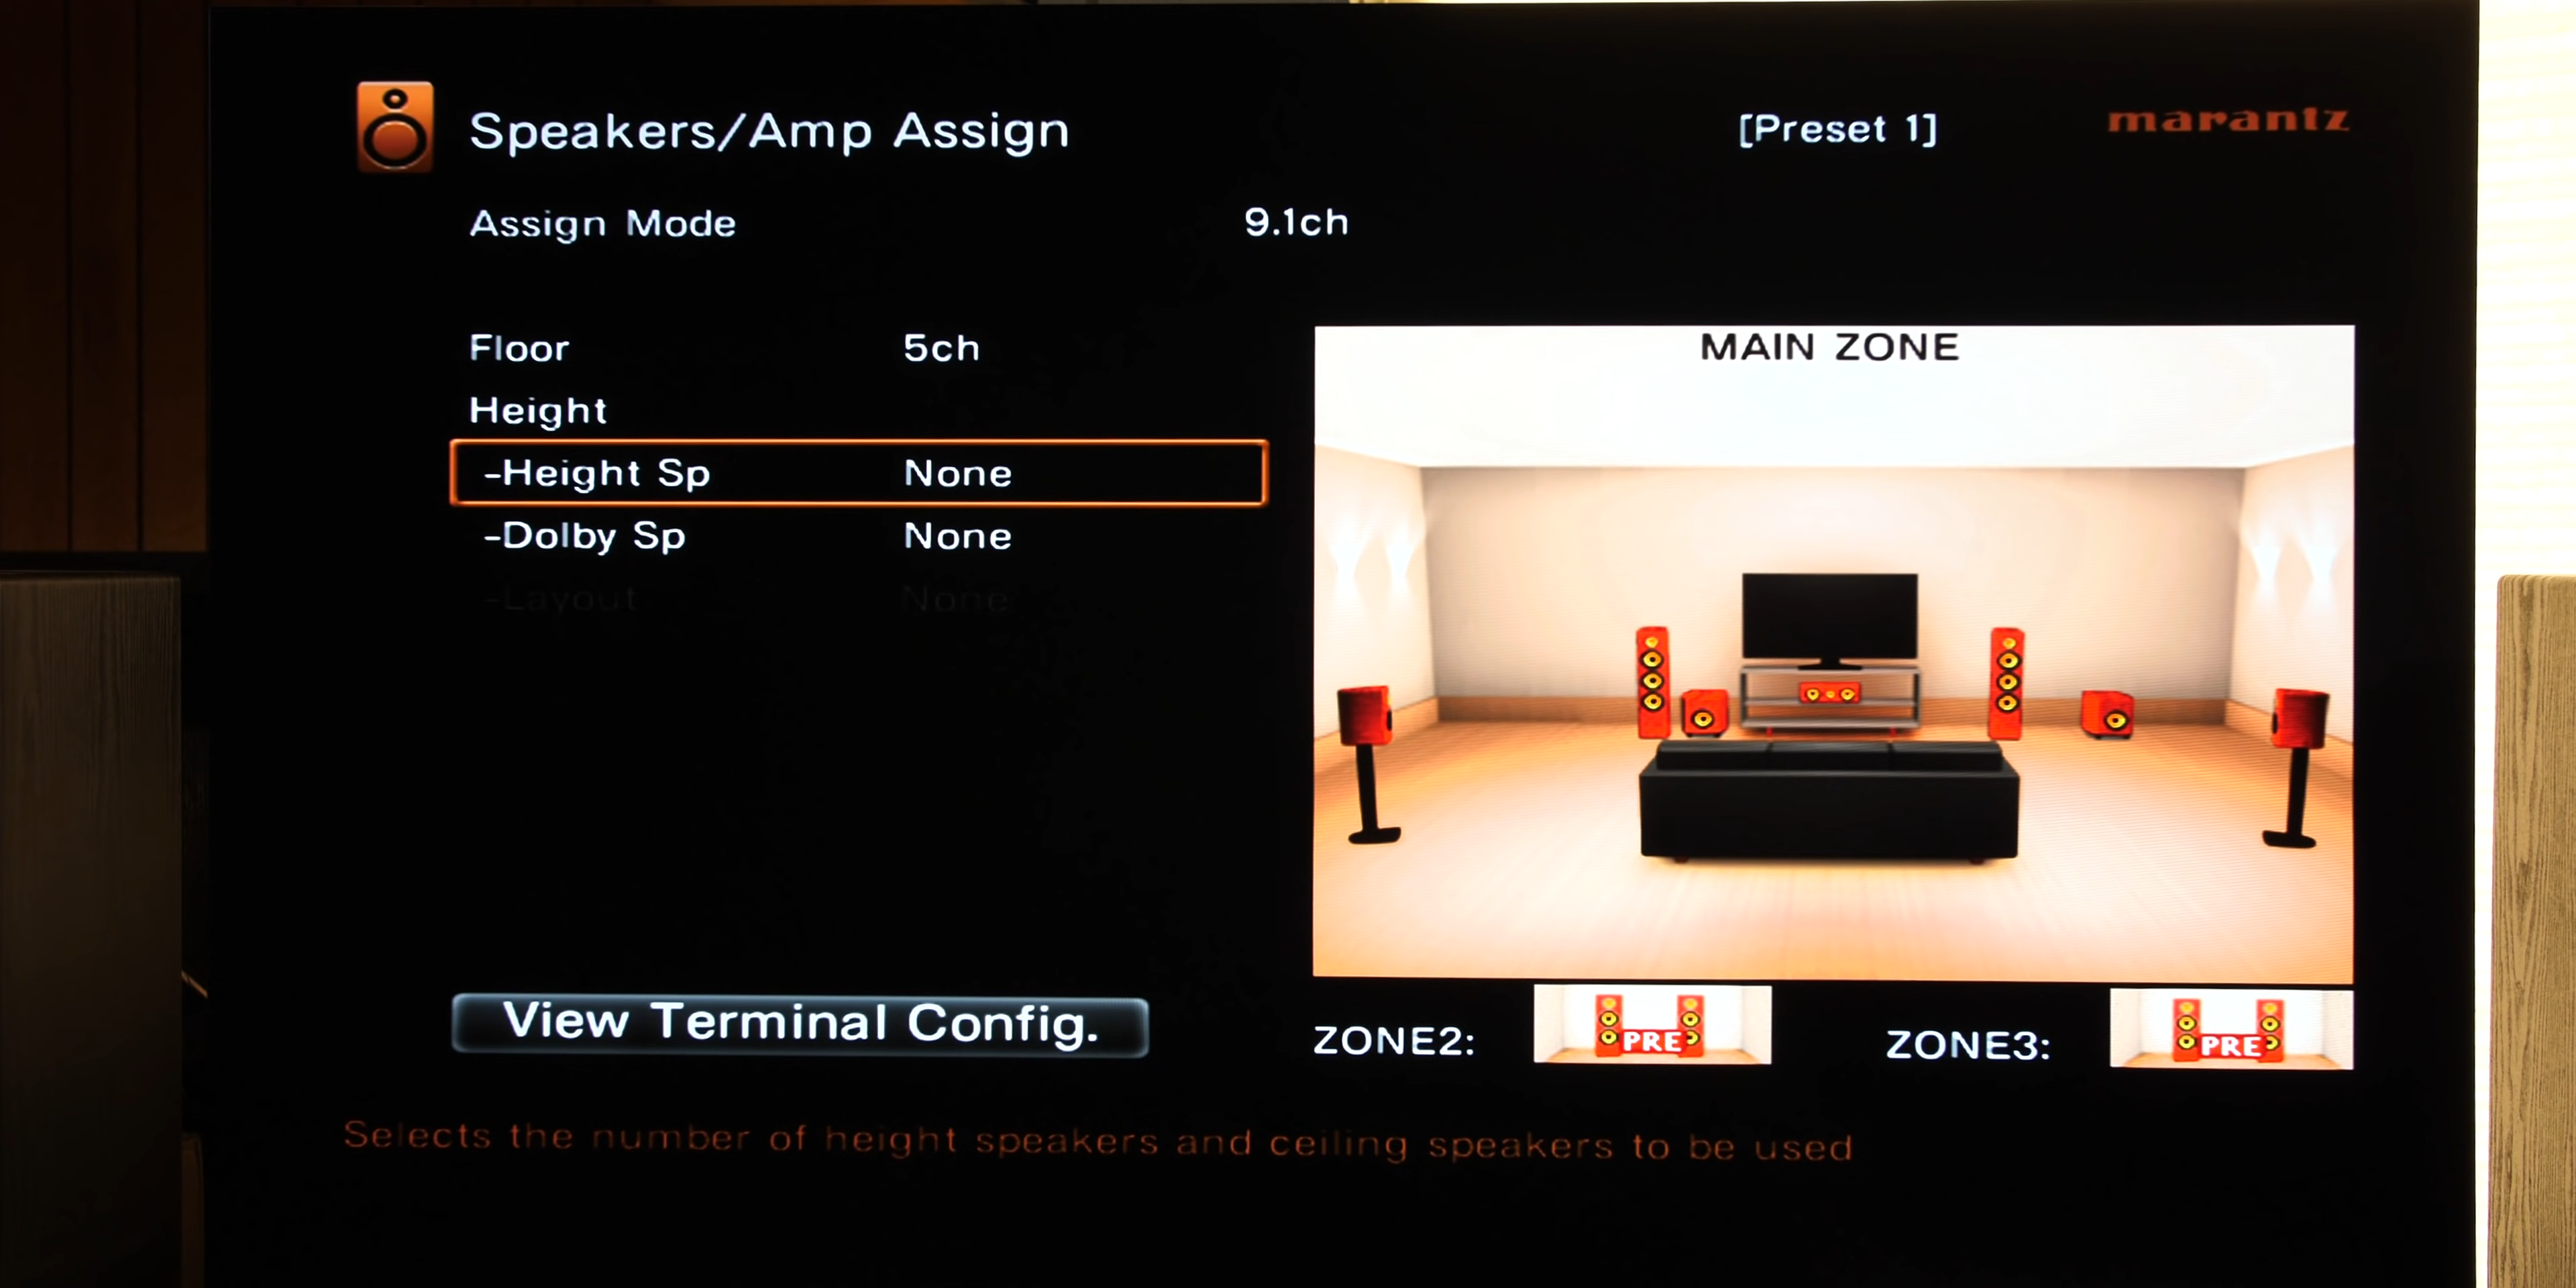 Speakers/Amp Assign
[Preset 1]
marantz
Assign Mode 9.1ch
Floor 5ch
Height
-Height Sp None
-Dolby Sp None
-Layout None
MAIN ZONE
View Terminal Config.
ZONE2: PRE
ZONE3: PRE
Selects the number of height speakers and ceiling speakers to be used